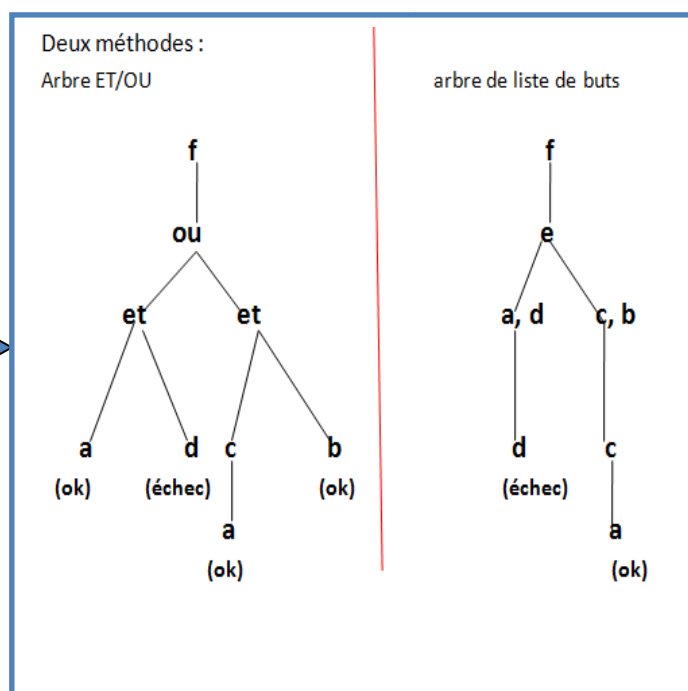 Deux méthodes :
Arbre ET/OU
f
ou
et et
a d c b
(ok) (échec) (ok)
a
(ok)
arbre de liste de buts
f
e
a, d c, b
d c
(échec)
a
(ok)